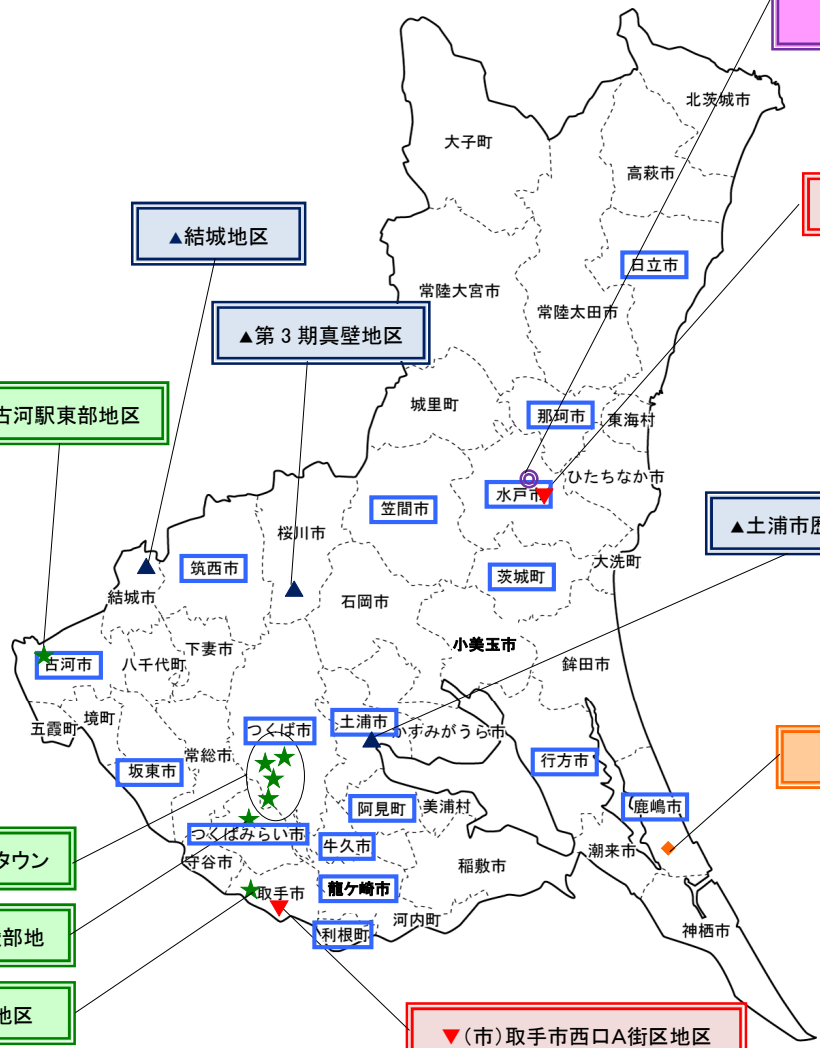 北茨城市
大子町
高萩市
▲結城地区
日立市
常陸大宮市
常陸太田市
▲第3期真壁地区
古河駅東部地区
城里町
那珂市
東海村
ひたちなか市
水戸市
笠間市
▲土浦市歴
桜川市
大洗町
筑西市
茨城町
結城市
石岡市
小美玉市
下妻市
古河市
八千代町
鉾田市
境町
五霞町
つくば市
土浦市
かすみがうら市
常総市
坂東市
行方市
阿見町
美浦村
鹿嶋市
つくばみらい市
牛久市
潮来市
タウン
守谷市
稲敷市
龍ケ崎市
取手市
河内町
部地
利根町
神栖市
地区
▼(市)取手市西口A街区地区